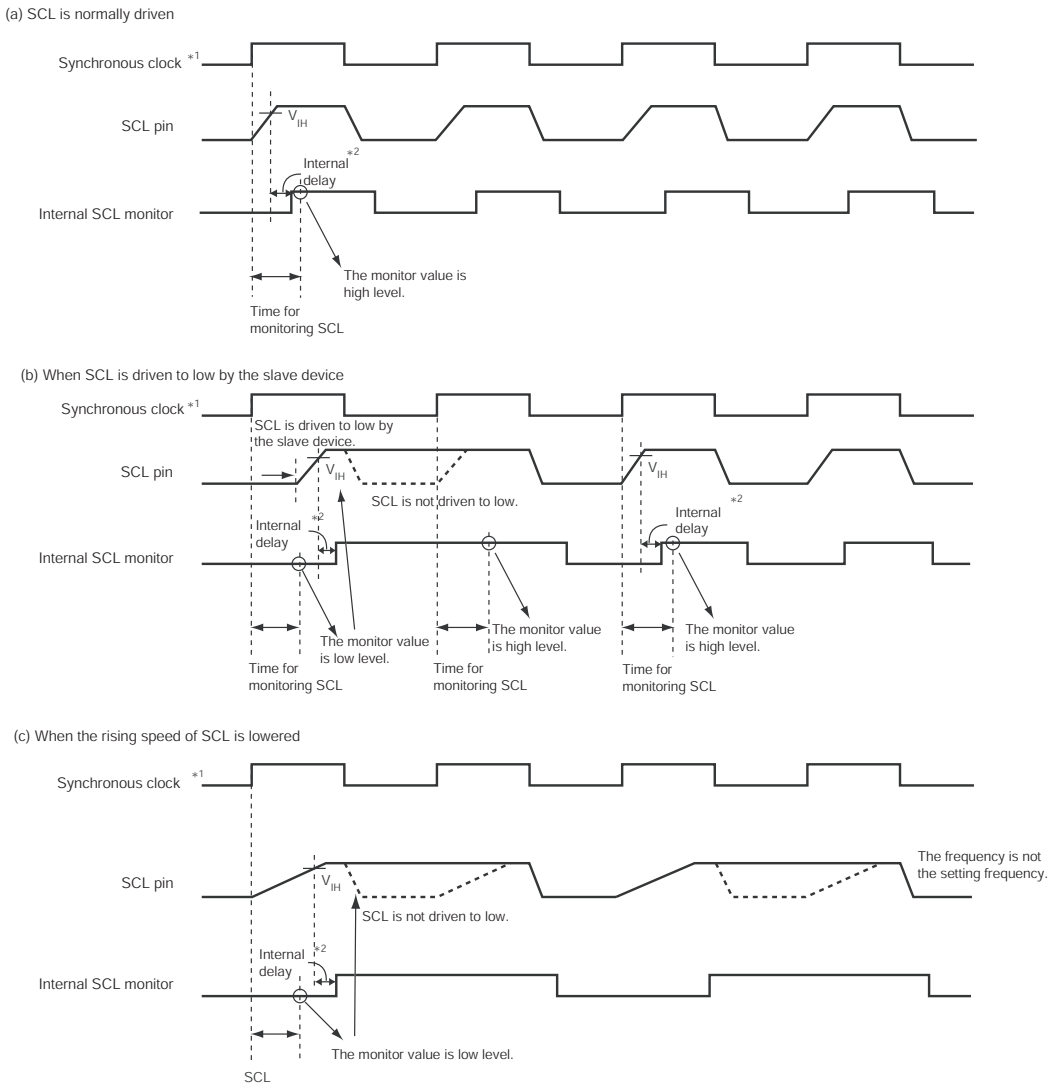 (a) SCL is normally driven
Synchronous clock *1
SCL pin
VIH
Internal *2
delay
Internal SCL monitor
The monitor value is
high level.
Time for
monitoring SCL
(b) When SCL is driven to low by the slave device
Synchronous clock *1
SCL is driven to low by
the slave device.
SCL pin
VIH
VIH
SCL is not driven to low.
Internal *2
delay
Internal *2
delay
Internal SCL monitor
The monitor value
is low level.
The monitor value
is high level.
The monitor value
is high level.
Time for
monitoring SCL
Time for
monitoring SCL
Time for
monitoring SCL
(c) When the rising speed of SCL is lowered
Synchronous clock *1
The frequency is not
the setting frequency.
SCL pin
VIH
SCL is not driven to low.
Internal *2
delay
Internal SCL monitor
The monitor value is low level.
SCL